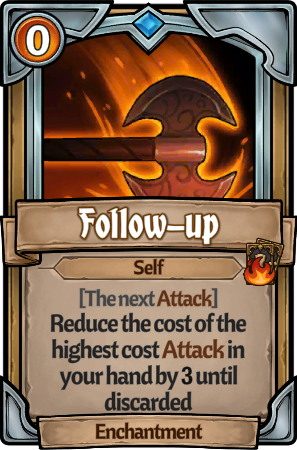 0
Follow-up
Self
[The next Attack]
Reduce the cost of the
highest cost Attack in
your hand by 3 until
discarded
Enchantment